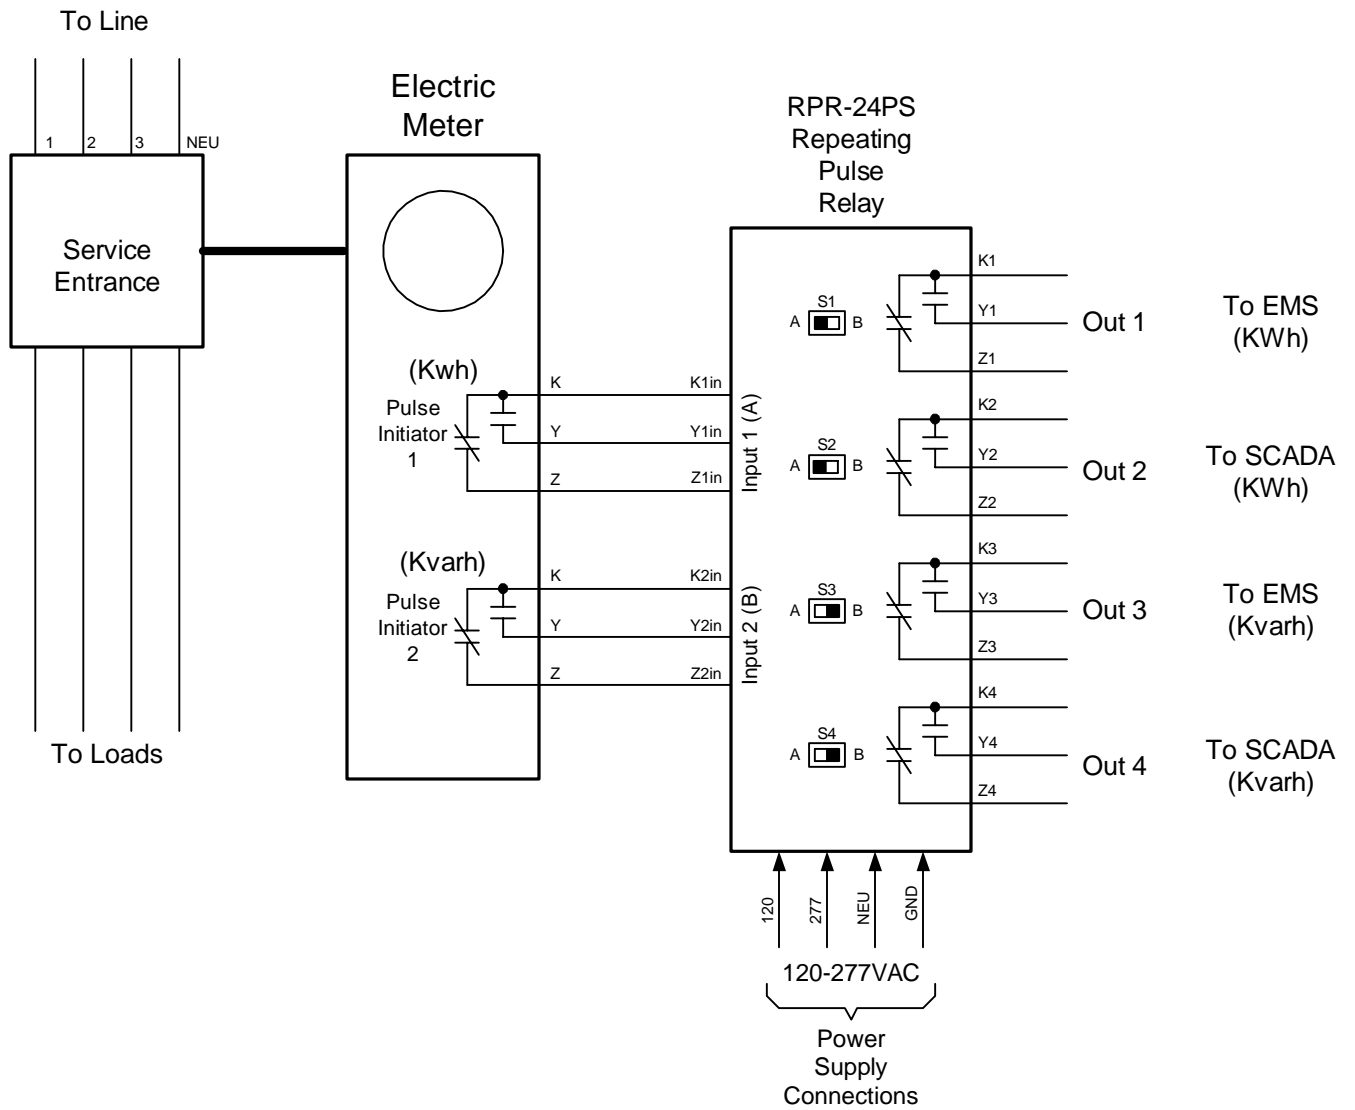 To Line
1
2
3
NEU
Service
Entrance
To Loads
Electric
Meter
(Kwh)
Pulse
Initiator
1
K
Y
Z
(Kvarh)
Pulse
Initiator
2
K
Y
Z
K1in
Y1in
Z1in
K2in
Y2in
Z2in
RPR-24PS
Repeating
Pulse
Relay
Input 1 (A)
Input 2 (B)
S1
A
B
K1
Y1
Z1
Out 1
To EMS
(KWh)
S2
A
B
K2
Y2
Z2
Out 2
To SCADA
(KWh)
S3
A
B
K3
Y3
Z3
Out 3
To EMS
(Kvarh)
S4
A
B
K4
Y4
Z4
Out 4
To SCADA
(Kvarh)
120
277
NEU
GND
120-277VAC
Power
Supply
Connections